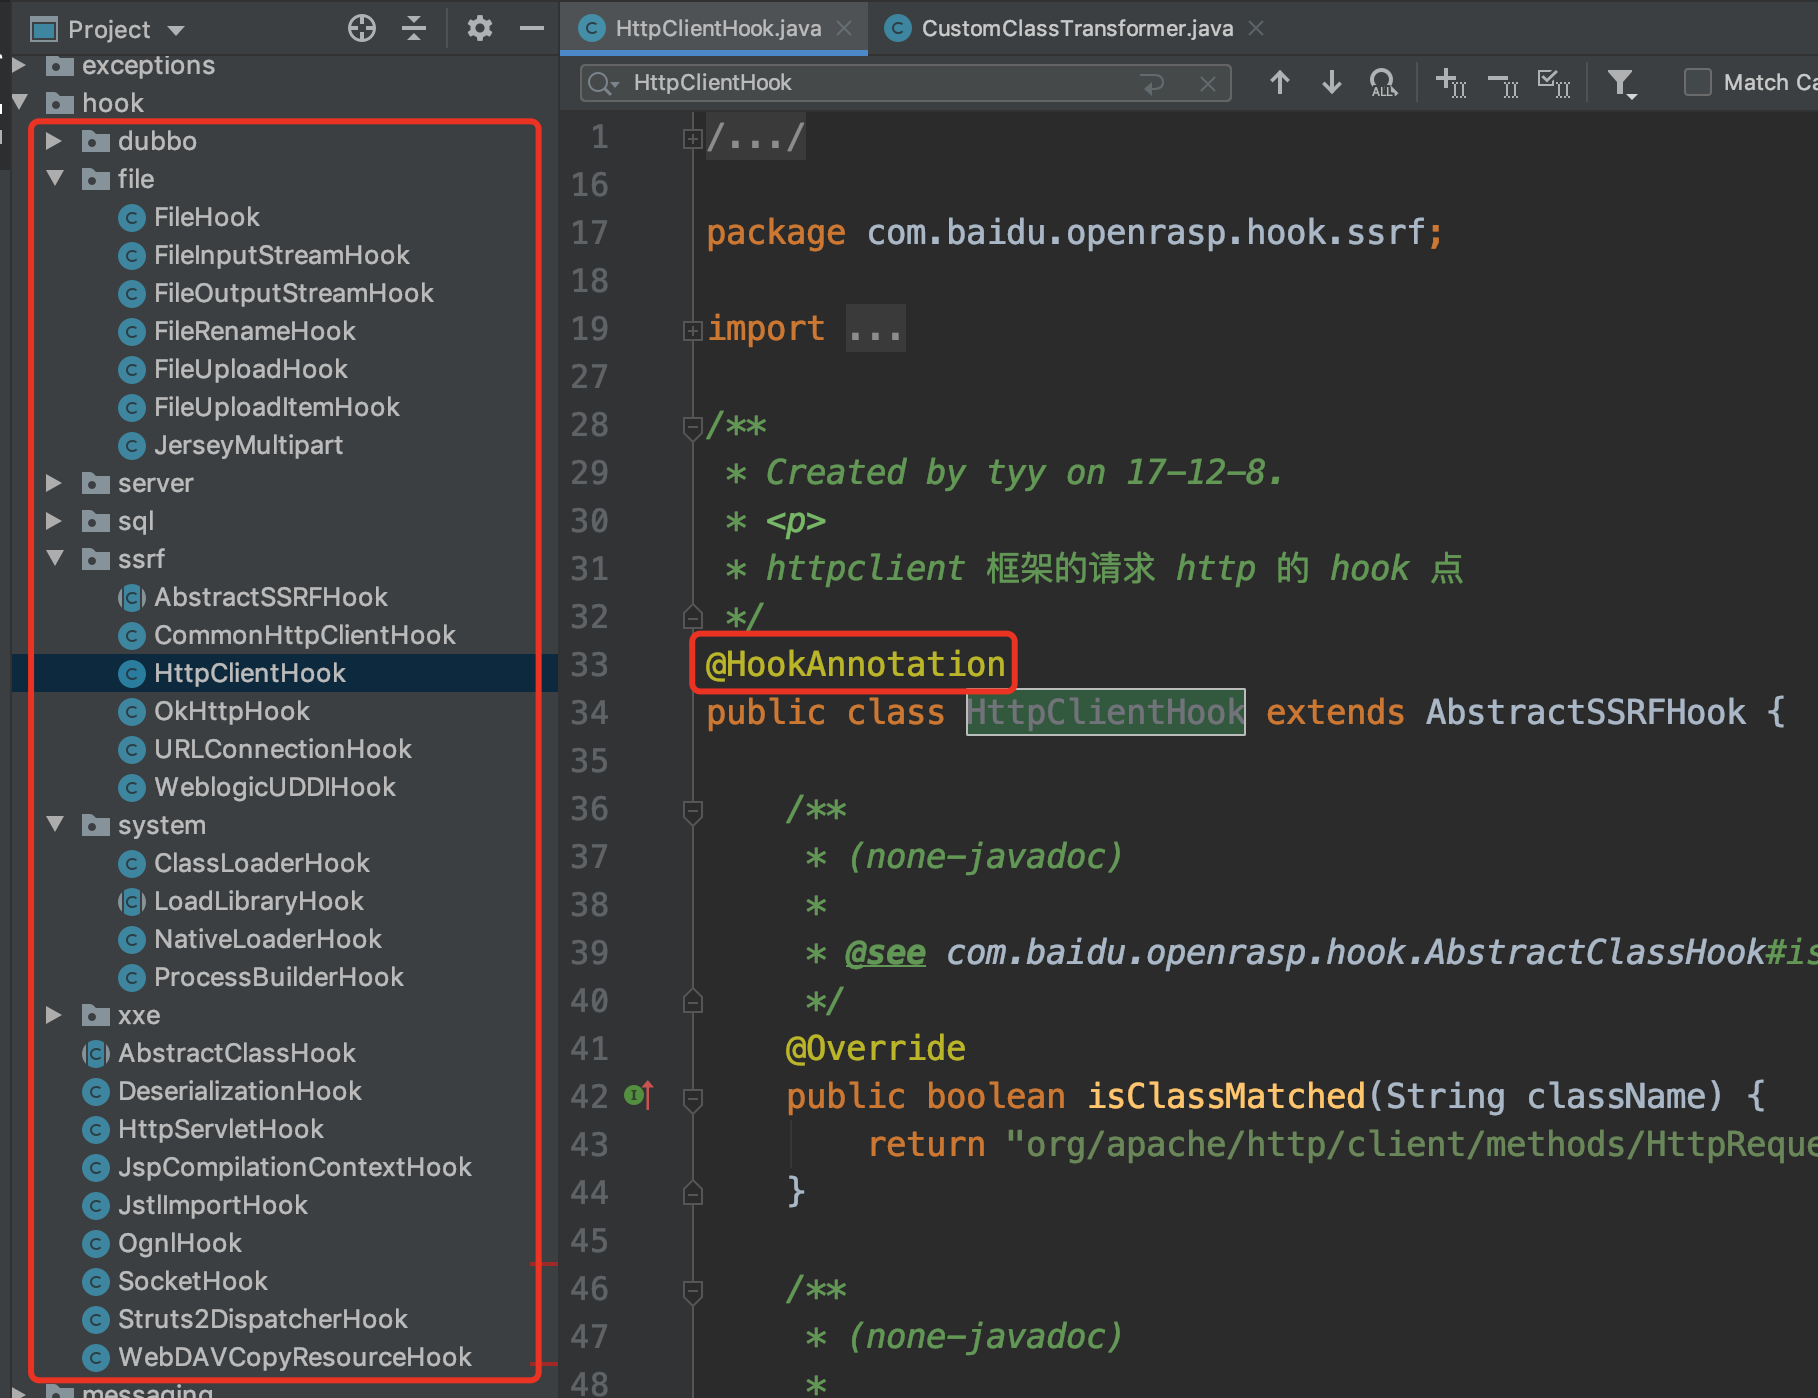 Project
exceptions
hook
dubbo
file
FileHook
FileInputStreamHook
FileOutputStreamHook
FileRenameHook
FileUploadHook
FileUploadItemHook
JerseyMultipart
server
sql
ssrf
AbstractSSRFHook
CommonHttpClientHook
HttpClientHook
OkHttpHook
URLConnectionHook
WeblogicUDDIHook
system
ClassLoaderHook
LoadLibraryHook
NativeLoaderHook
ProcessBuilderHook
xxe
AbstractClassHook
DeserializationHook
HttpServletHook
JspCompilationContextHook
JstlImportHook
OgnlHook
SocketHook
Struts2DispatcherHook
WebDAVCopyResourceHook
messaging
HttpClientHook.java
CustomClassTransformer.java
HttpClientHook
ALL
Match Ca
1 /.../
16
17 package com.baidu.openrasp.hook.ssrf;
18
19 import ...
27
28 /**
29 * Created by tyy on 17-12-8.
30 * <p>
31 * httpclient 框架的请求 http 的 hook 点
32 */
33 @HookAnnotation
34 public class HttpClientHook extends AbstractSSRFHook {
35
36 /**
37 * (none-javadoc)
38 *
39 * @see com.baidu.openrasp.hook.AbstractClassHook#is
40 */
41 @Override
42 public boolean isClassMatched(String className) {
43 return "org/apache/http/client/methods/HttpReque
44 }
45
46 /**
47 * (none-javadoc)
48 *